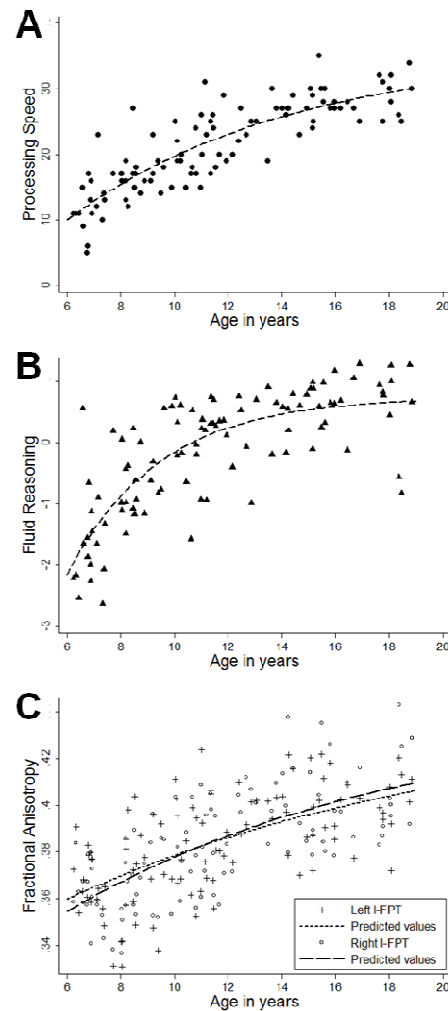 A
Processing Speed
30
20
10
0
6 8 10 12 14 16 18 20
Age in years
B
Fluid Reasoning
0
-1
-2
-3
6 8 10 12 14 16 18 20
Age in years
C
Fractional Anisotropy
.42
.4
.38
.36
.34
6 8 10 12 14 16 18 20
Age in years
+ Left l-FPT
Predicted values
o Right l-FPT
Predicted values